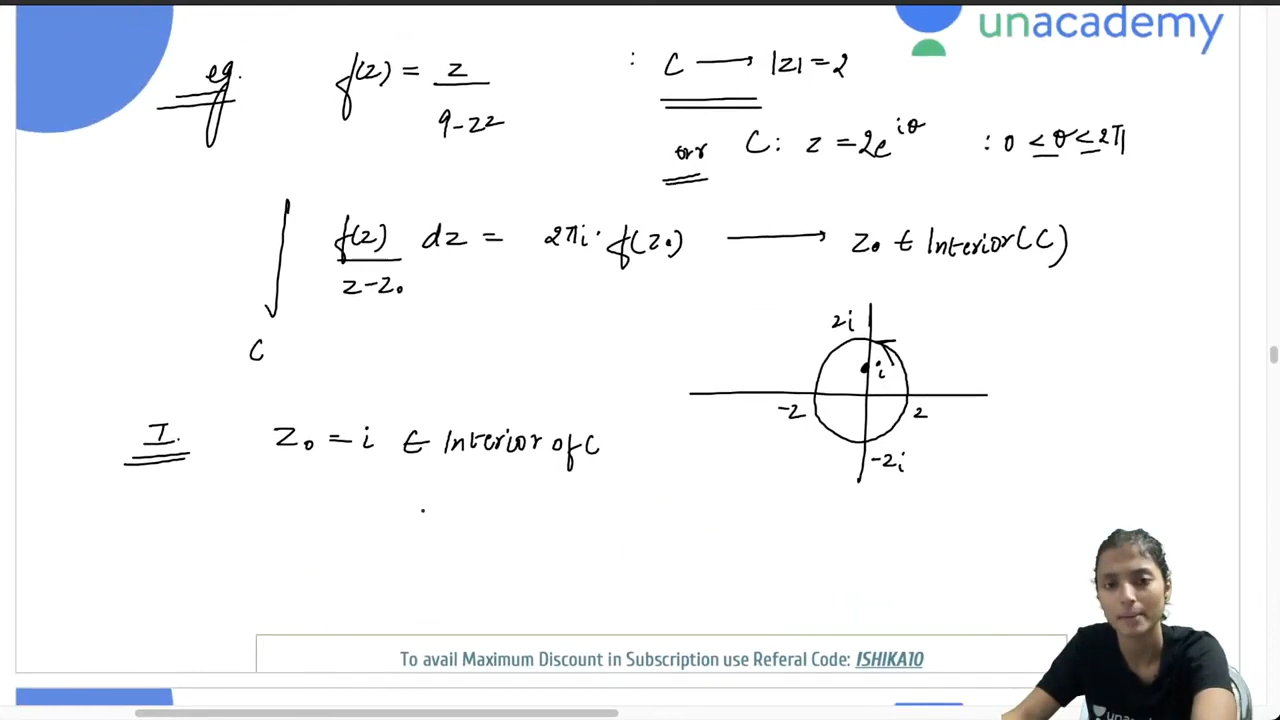 unacademy
eg. f(z) = z / 9-z² : C → |z|=2
or C: z = 2e^{iθ} : 0 ≤ θ ≤ 2π
∫_C f(z) / z-z₀ dz = 2πi · f(z₀) → z₀ ∈ Interior(C)
2i
i
-2 2
-2i
I. z₀ = i ∈ Interior of C
To avail Maximum Discount in Subscription use Referal Code: ISHIKA10